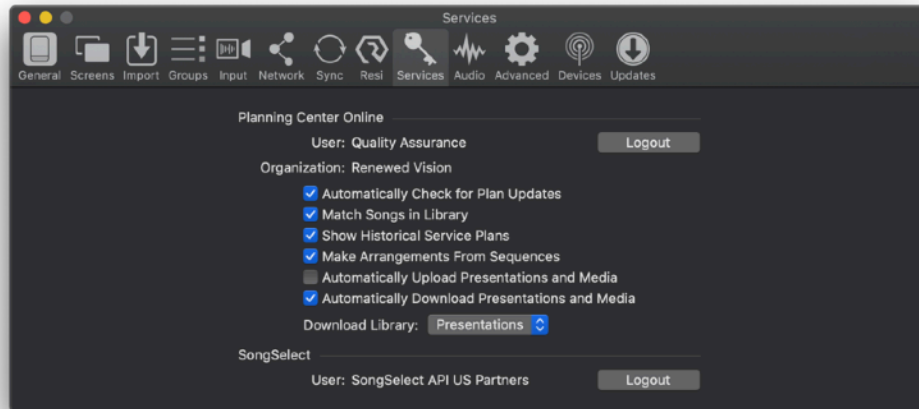 Services
General Screens Import Groups Input Network Sync Resi Services Audio Advanced Devices Updates
Planning Center Online
User: Quality Assurance Logout
Organization: Renewed Vision
Automatically Check for Plan Updates
Match Songs in Library
Show Historical Service Plans
Make Arrangements From Sequences
Automatically Upload Presentations and Media
Automatically Download Presentations and Media
Download Library: Presentations
SongSelect
User: SongSelect API US Partners Logout